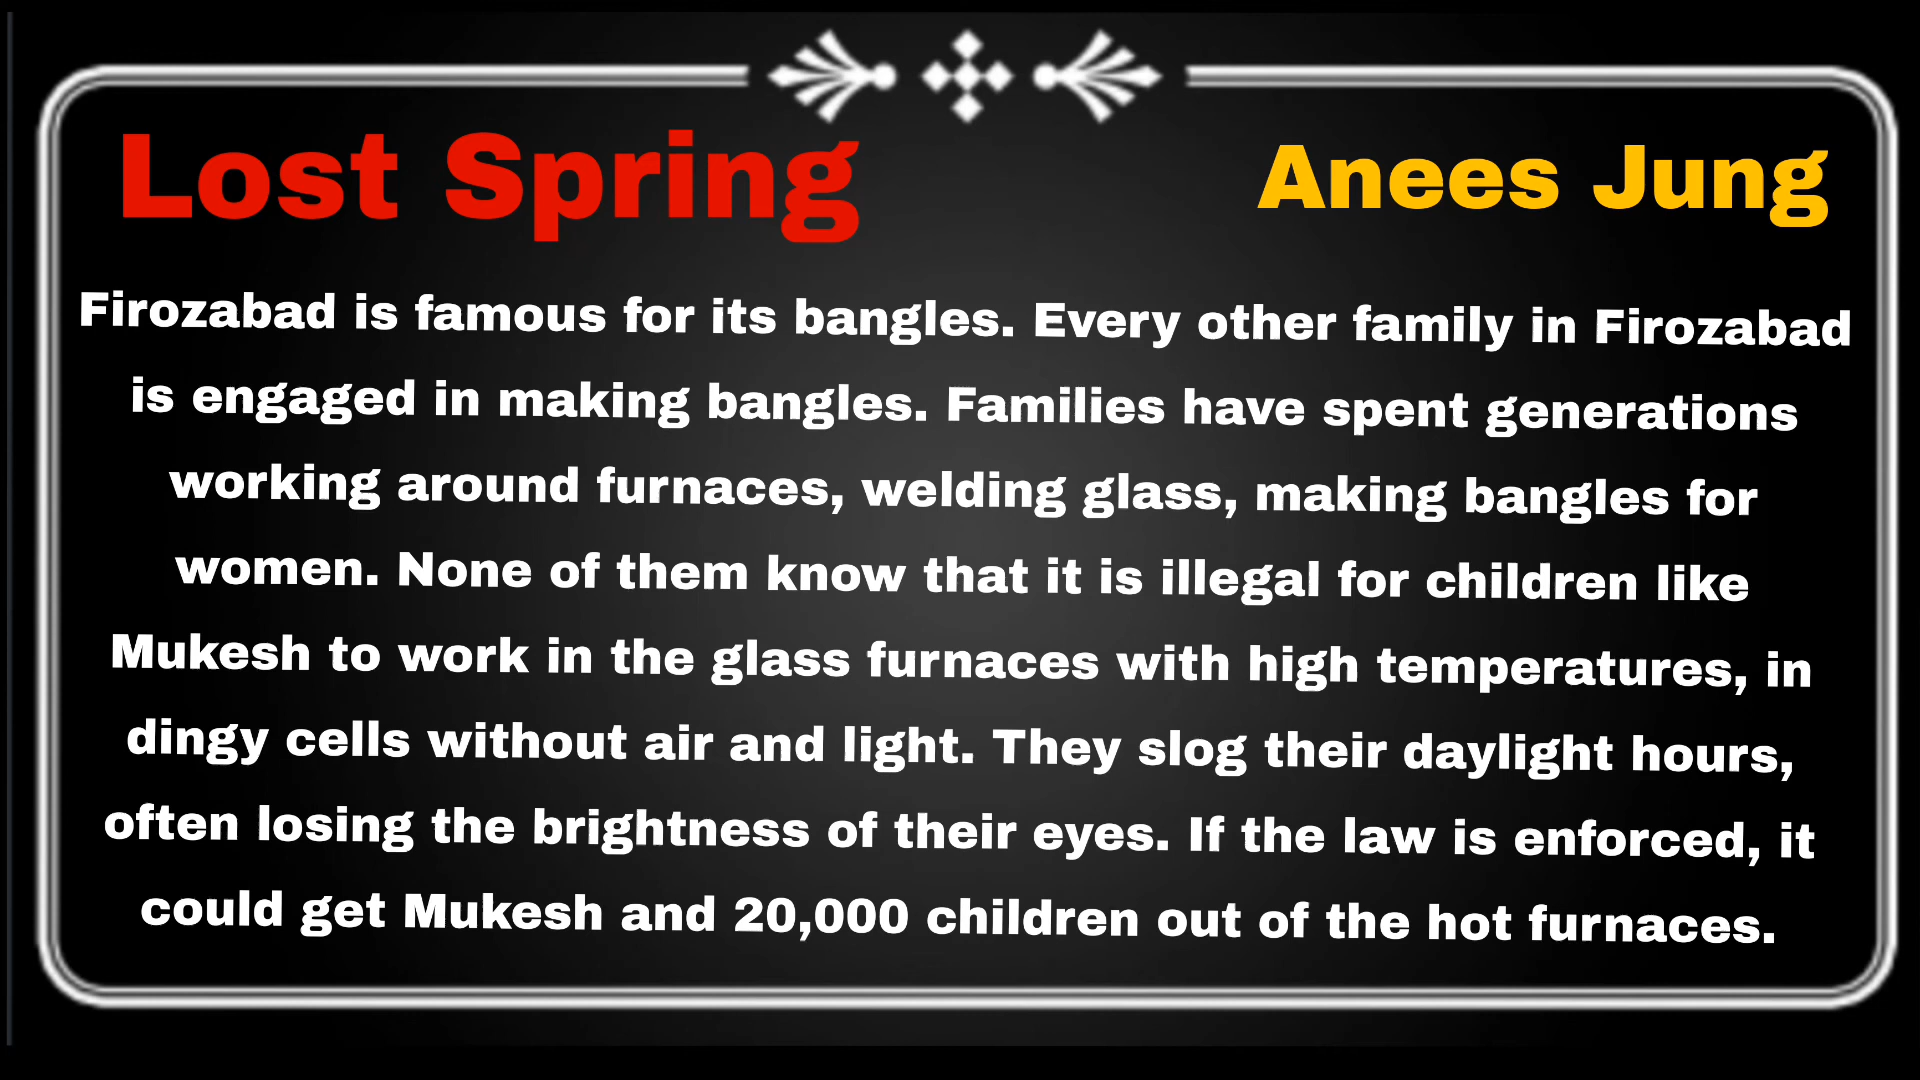 Lost Spring
Anees Jung
Firozabad is famous for its bangles. Every other family in Firozabad
is engaged in making bangles. Families have spent generations
working around furnaces, welding glass, making bangles for
women. None of them know that it is illegal for children like
Mukesh to work in the glass furnaces with high temperatures, in
dingy cells without air and light. They slog their daylight hours,
often losing the brightness of their eyes. If the law is enforced, it
could get Mukesh and 20,000 children out of the hot furnaces.